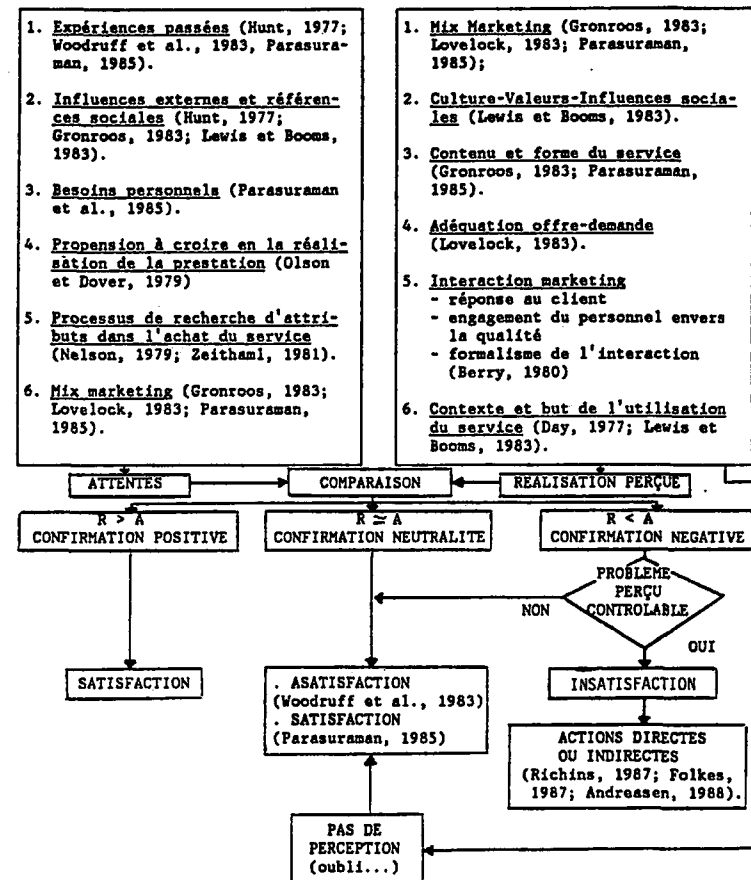 1. Expériences passées (Hunt, 1977;
Woodruff et al., 1983, Parasura-
man, 1985).
2. Influences externes et référen-
ces sociales (Hunt, 1977;
Gronroos, 1983; Lewis et Booms,
1983).
3. Besoins personnels (Parasuraman
et al., 1985).
4. Propension à croire en la réali-
sation de la prestation (Olson
et Dover, 1979)
5. Processus de recherche d'attri-
buts dans l'achat du service
(Nelson, 1979; Zeithaml, 1981).
6. Mix marketing (Gronroos, 1983;
Lovelock, 1983; Parasuraman,
1985).
1. Mix Marketing (Gronroos, 1983;
Lovelock, 1983; Parasuraman,
1985);
2. Culture-Valeurs-Influences socia-
les (Lewis et Booms, 1983).
3. Contenu et forme du service
(Gronroos, 1983; Parasuraman,
1985).
4. Adéquation offre-demande
(Lovelock, 1983).
5. Interaction marketing
- réponse au client
- engagement du personnel envers
la qualité
- formalisme de l'interaction
(Berry, 1980)
6. Contexte et but de l'utilisation
du service (Day, 1977; Lewis et
Booms, 1983).
ATTENTES
COMPARAISON
REALISATION PERÇUE
R > A
CONFIRMATION POSITIVE
R ≃ A
CONFIRMATION NEUTRALITE
R < A
CONFIRMATION NEGATIVE
PROBLEME
PERÇU
CONTROLABLE
NON
OUI
SATISFACTION
. ASATISFACTION
(Woodruff et al., 1983)
. SATISFACTION
(Parasuraman, 1985)
INSATISFACTION
ACTIONS DIRECTES
OU INDIRECTES
(Richins, 1987; Folkes,
1987; Andreasen, 1988).
PAS DE
PERCEPTION
(oubli...)